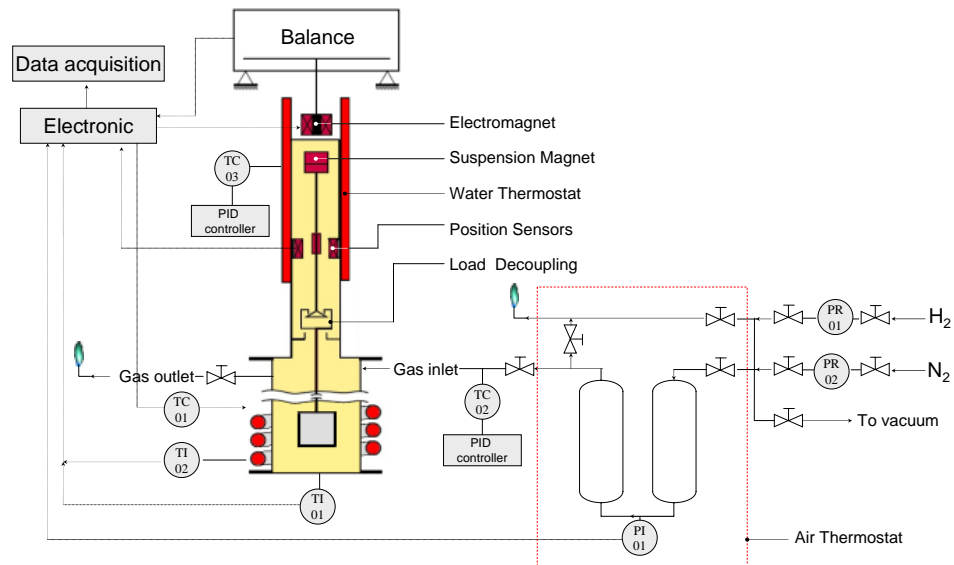 Balance
Data acquisition
Electronic
Electromagnet
Suspension Magnet
TC
03
Water Thermostat
PID
controller
Position Sensors
Load Decoupling
PR
01
H2
Gas outlet
Gas inlet
PR
02
N2
TC
01
TC
02
To vacuum
PID
controller
TI
02
TI
01
PI
01
Air Thermostat